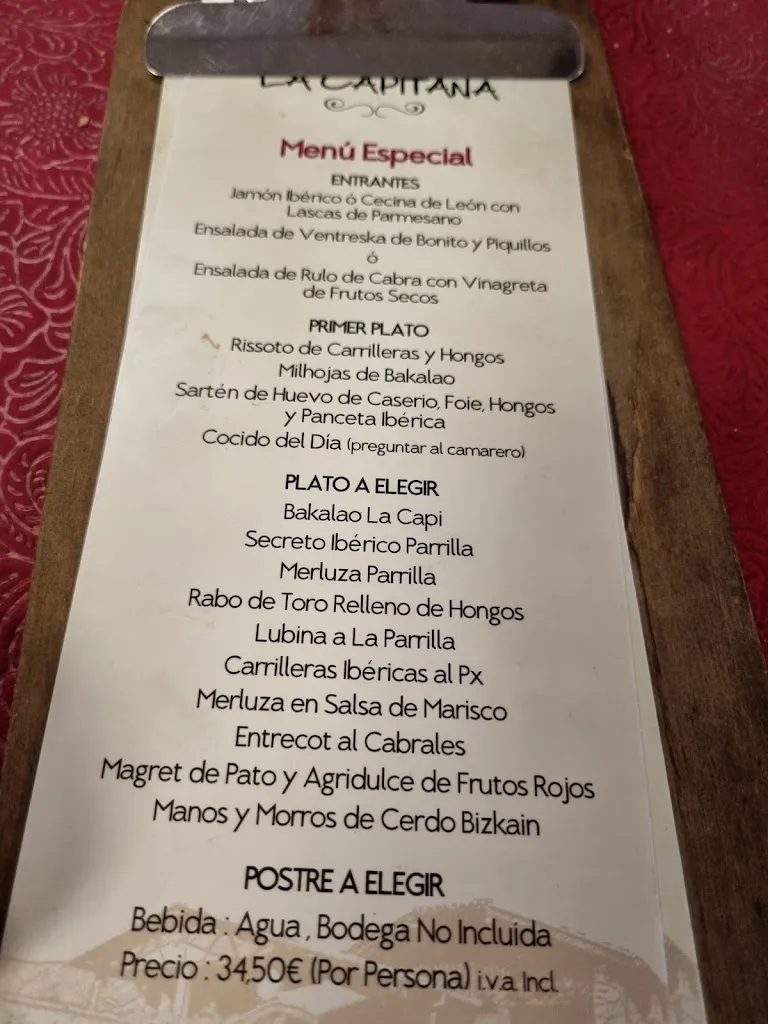 LA CAPITANA
Menú Especial
ENTRANTES
Jamón Ibérico ó Cecina de León con
Lascas de Parmesano
Ensalada de Ventreska de Bonito y Piquillos
ó
Ensalada de Rulo de Cabra con Vinagreta
de Frutos Secos
PRIMER PLATO
Rissoto de Carrilleras y Hongos
Milhojas de Bakalao
Sartén de Huevo de Caserio, Foie, Hongos
y Panceta Ibérica
Cocido del Día (preguntar al camarero)
PLATO A ELEGIR
Bakalao La Capi
Secreto Ibérico Parrilla
Merluza Parrilla
Rabo de Toro Relleno de Hongos
Lubina a La Parrilla
Carrilleras Ibéricas al Px
Merluza en Salsa de Marisco
Entrecot al Cabrales
Magret de Pato y Agridulce de Frutos Rojos
Manos y Morros de Cerdo Bizkain
POSTRE A ELEGIR
Bebida : Agua , Bodega No Incluida
Precio : 34,50€ (Por Persona) i.v.a. Incl.